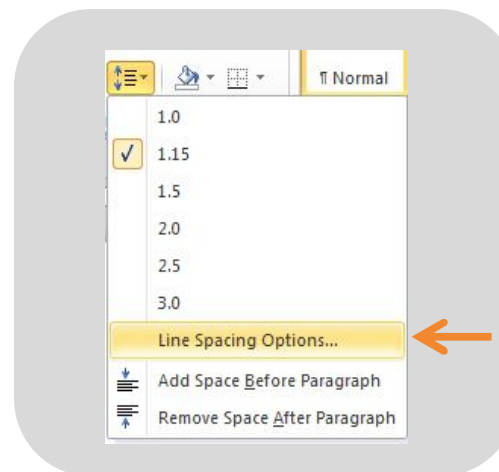 ¶ Normal
1.0
1.15
1.5
2.0
2.5
3.0
Line Spacing Options...
Add Space Before Paragraph
Remove Space After Paragraph